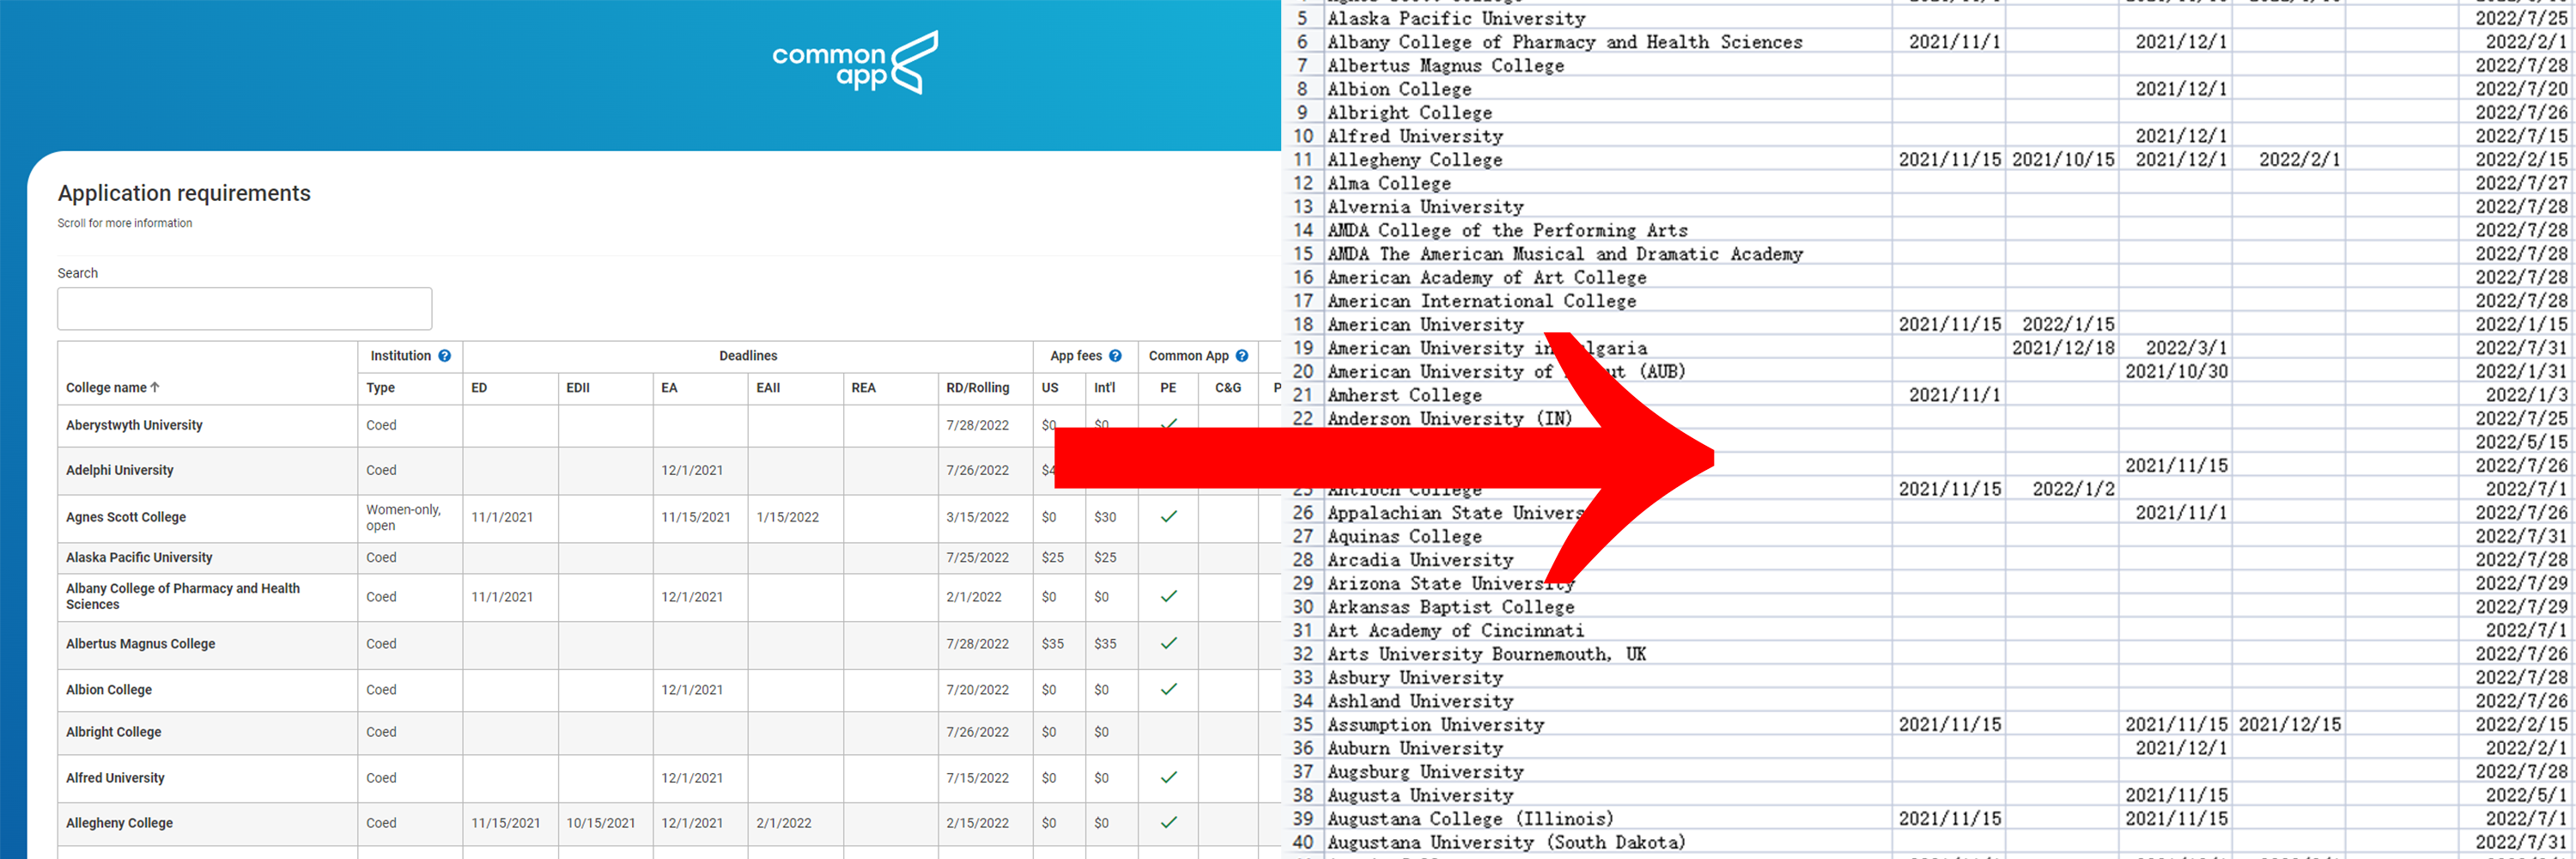 common
app
Application requirements
Scroll for more information
Search
Institution Deadlines App fees Common App
College name Type ED EDII EA EAII REA RD/Rolling US Int'l PE C&G P
Aberystwyth University Coed 7/28/2022 $0 $0
Adelphi University Coed 12/1/2021 7/26/2022
Agnes Scott College Women-only, open 11/1/2021 11/15/2021 1/15/2022 3/15/2022 $0 $30
Alaska Pacific University Coed 7/25/2022 $25 $25
Albany College of Pharmacy and Health Sciences Coed 11/1/2021 12/1/2021 2/1/2022 $0 $0
Albertus Magnus College Coed 7/28/2022 $35 $35
Albion College Coed 12/1/2021 7/20/2022 $0 $0
Albright College Coed 7/26/2022 $0 $0
Alfred University Coed 12/1/2021 7/15/2022 $0 $0
Allegheny College Coed 11/15/2021 10/15/2021 12/1/2021 2/1/2022 2/15/2022 $0 $0
5 Alaska Pacific University 2022/7/25
6 Albany College of Pharmacy and Health Sciences 2021/11/1 2021/12/1 2022/2/1
7 Albertus Magnus College 2022/7/28
8 Albion College 2021/12/1 2022/7/20
9 Albright College 2022/7/26
10 Alfred University 2021/12/1 2022/7/15
11 Allegheny College 2021/11/15 2021/10/15 2021/12/1 2022/2/1 2022/2/15
12 Alma College 2022/7/27
13 Alvernia University 2022/7/28
14 AMDA College of the Performing Arts 2022/7/28
15 AMDA The American Musical and Dramatic Academy 2022/7/28
16 American Academy of Art College 2022/7/28
17 American International College 2022/7/28
18 American University 2021/11/15 2022/1/15 2022/1/15
19 American University in lgaria 2021/12/18 2022/3/1 2022/7/31
20 American University of ut (AUB) 2021/10/30 2022/1/31
21 Amherst College 2021/11/1 2022/1/3
22 Anderson University (IN) 2022/7/25
2022/5/15
2021/11/15 2022/7/26
25 Antioch College 2021/11/15 2022/1/2 2022/7/1
26 Appalachian State Univers 2021/11/1 2022/7/26
27 Aquinas College 2022/7/31
28 Arcadia University 2022/7/28
29 Arizona State University 2022/7/29
30 Arkansas Baptist College 2022/7/29
31 Art Academy of Cincinnati 2022/7/1
32 Arts University Bournemouth, UK 2022/7/26
33 Asbury University 2022/7/28
34 Ashland University 2022/7/26
35 Assumption University 2021/11/15 2021/11/15 2021/12/15 2022/2/15
36 Auburn University 2021/12/1 2022/2/1
37 Augsburg University 2022/7/28
38 Augusta University 2021/11/15 2022/5/1
39 Augustana College (Illinois) 2021/11/15 2021/11/15 2022/7/1
40 Augustana University (South Dakota) 2022/7/31